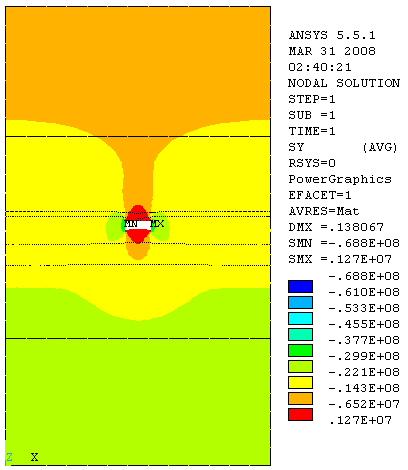 ANSYS 5.5.1
MAR 31 2008
02:40:21
NODAL SOLUTION
STEP=1
SUB =1
TIME=1
SY (AVG)
RSYS=0
PowerGraphics
EFACET=1
AVRES=Mat
DMX =.138067
SMN =-.688E+08
SMX =.127E+07
-.688E+08
-.610E+08
-.533E+08
-.455E+08
-.377E+08
-.299E+08
-.221E+08
-.143E+08
-.652E+07
.127E+07
MN MX
Z X